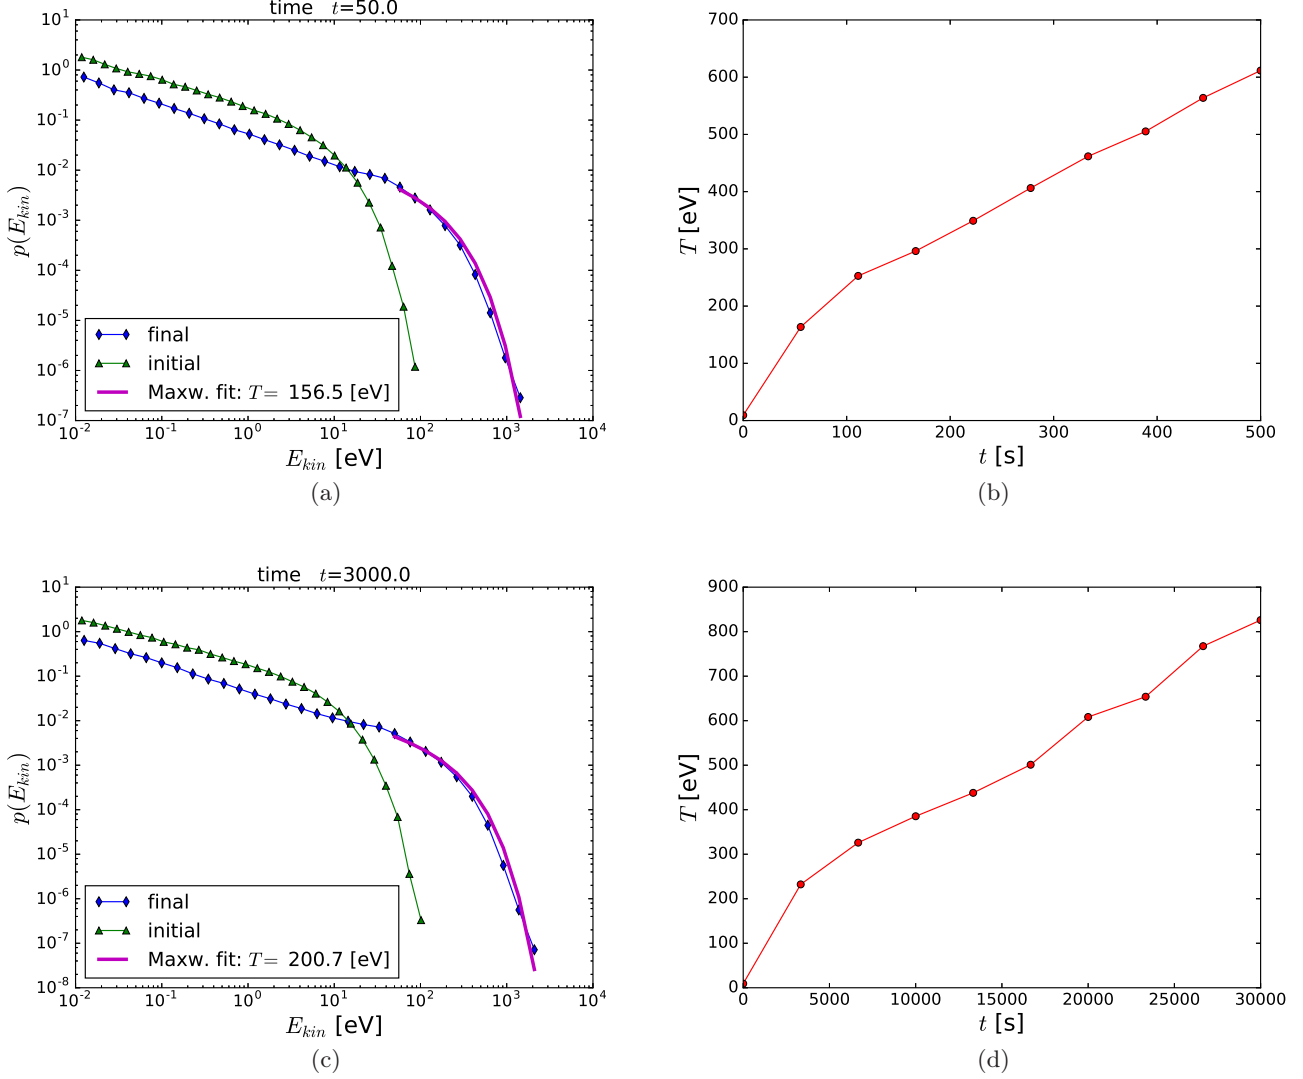 time t=50.0
10^1
10^0
10^-1
10^-2
10^-3
10^-4
10^-5
10^-6
10^-7
p(E_kin)
final
initial
Maxw. fit: T= 156.5 [eV]
10^-2 10^-1 10^0 10^1 10^2 10^3 10^4
E_kin [eV]
(a)
700
600
500
400
300
200
100
0
T [eV]
0 100 200 300 400 500
t [s]
(b)
time t=3000.0
10^1
10^0
10^-1
10^-2
10^-3
10^-4
10^-5
10^-6
10^-7
10^-8
p(E_kin)
final
initial
Maxw. fit: T= 200.7 [eV]
10^-2 10^-1 10^0 10^1 10^2 10^3 10^4
E_kin [eV]
(c)
900
800
700
600
500
400
300
200
100
0
T [eV]
0 5000 10000 15000 20000 25000 30000
t [s]
(d)